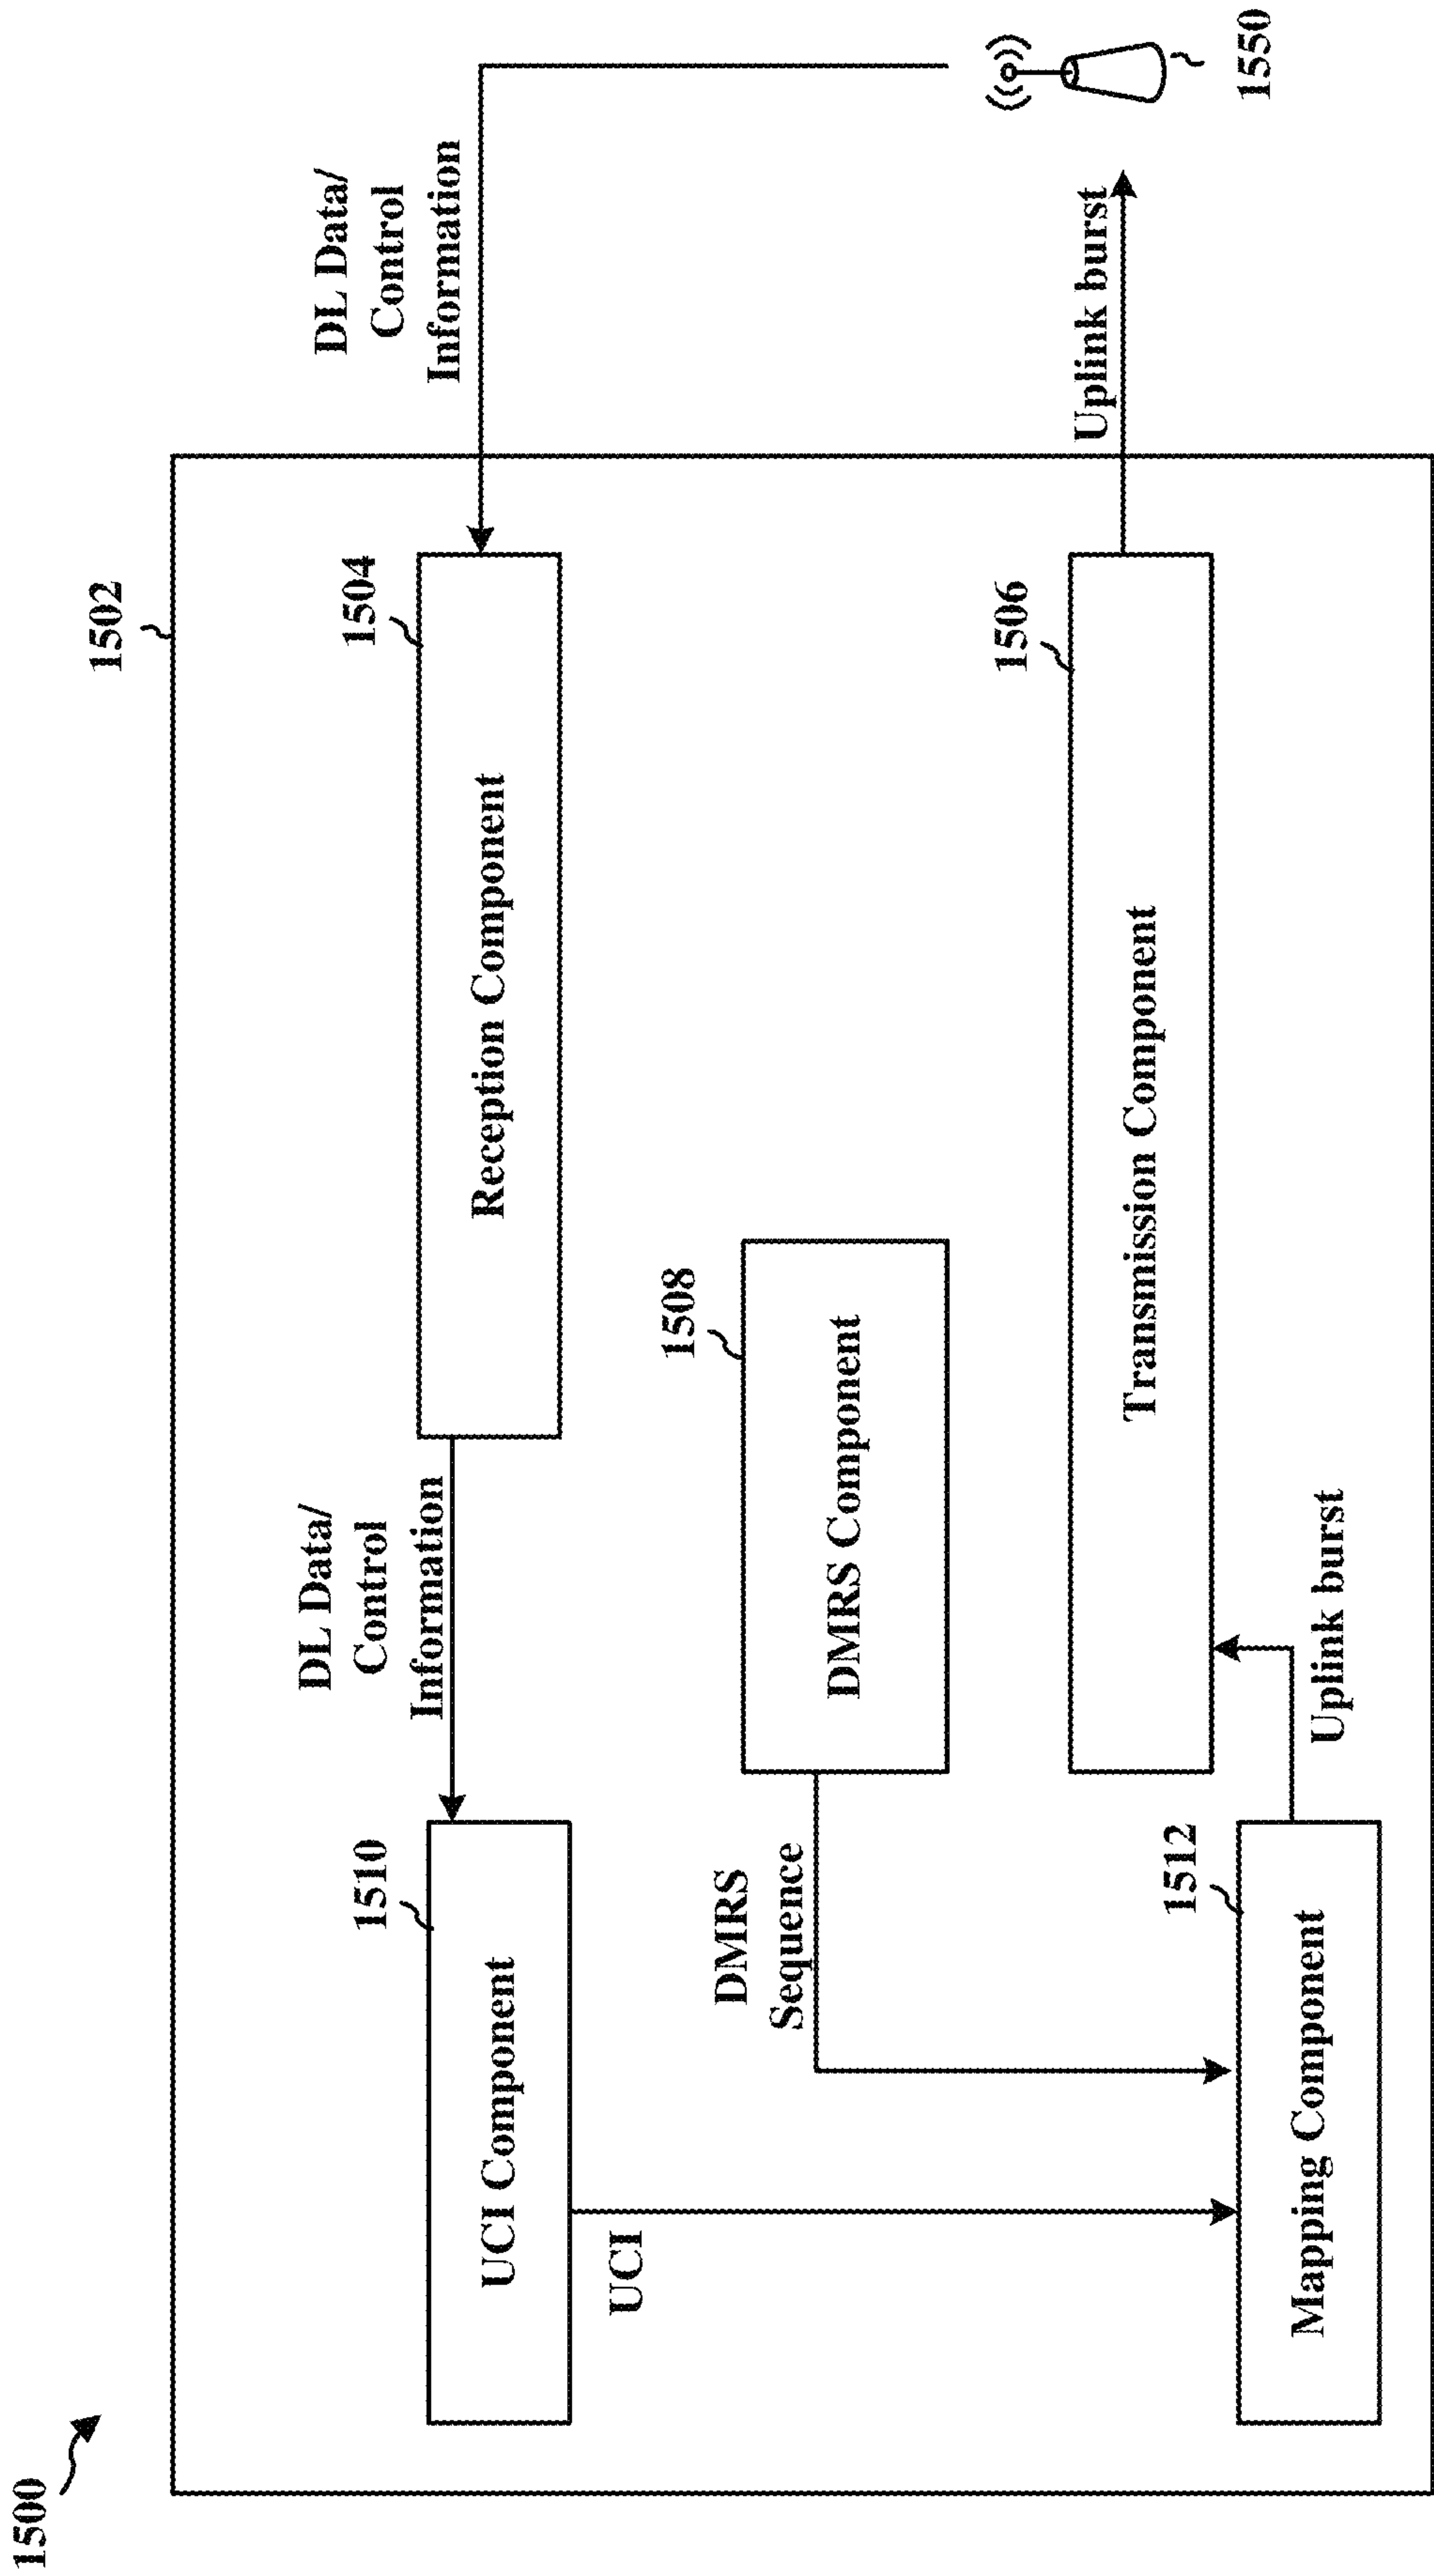 1500
1502
DL Data/
Control
Information
1510
UCI Component
DL Data/
Control
Information
1504
Reception Component
UCI
DMRS
Sequence
1508
DMRS Component
1506
Transmission Component
Uplink burst
1512
Mapping Component
Uplink burst
1550